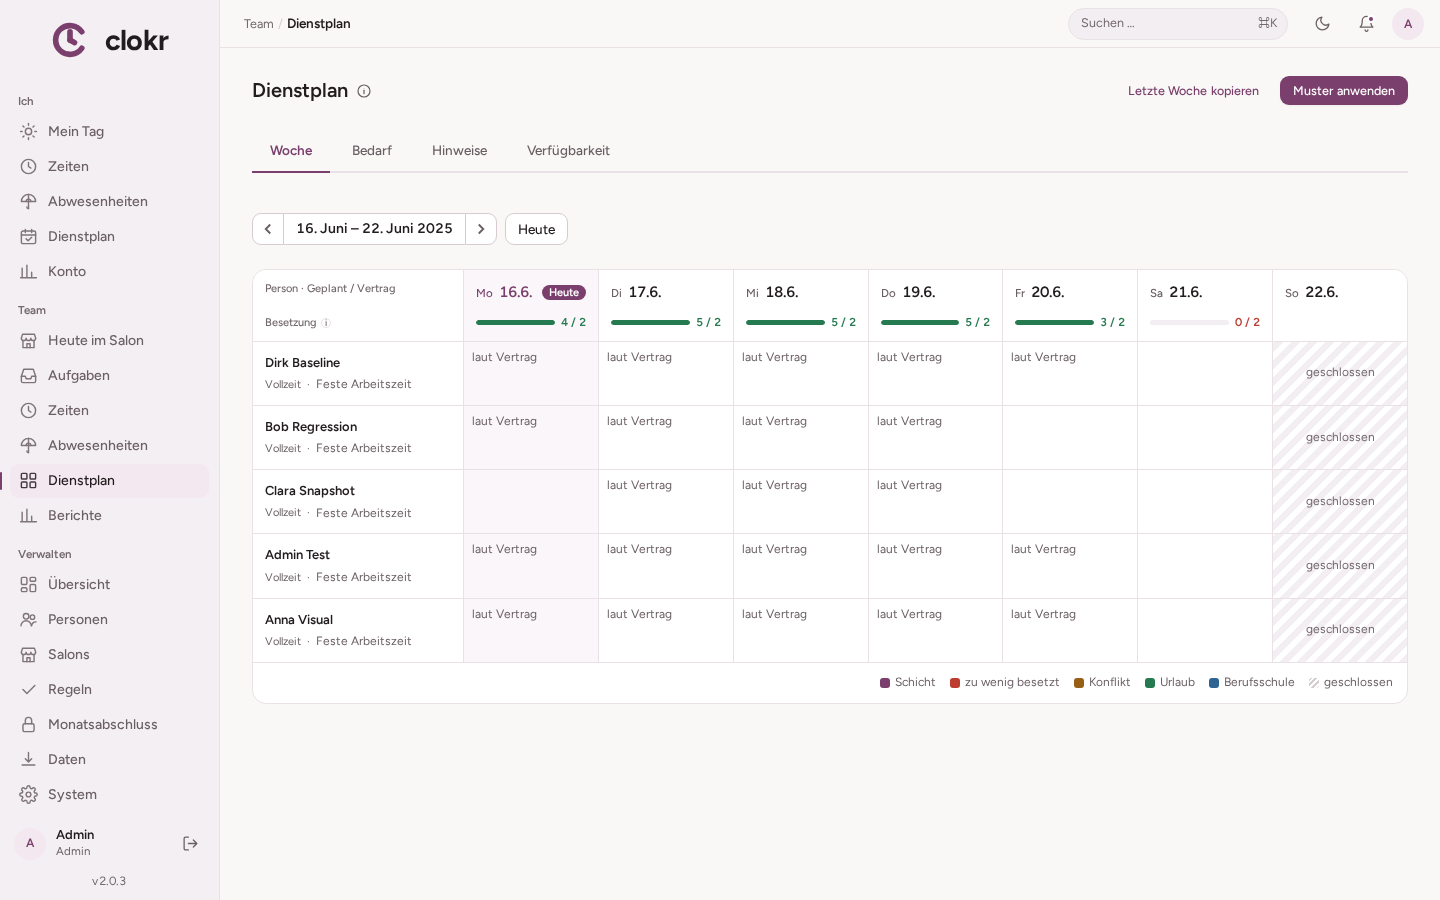 clokr
Ich
Mein Tag
Zeiten
Abwesenheiten
Dienstplan
Konto
Team
Heute im Salon
Aufgaben
Zeiten
Abwesenheiten
Dienstplan
Berichte
Verwalten
Übersicht
Personen
Salons
Regeln
Monatsabschluss
Daten
System
A
Admin
Admin
v2.0.3
Team / Dienstplan
Suchen ... ⌘K
A
Dienstplan
Letzte Woche kopieren
Muster anwenden
Woche Bedarf Hinweise Verfügbarkeit
16. Juni – 22. Juni 2025 Heute
Person · Geplant / Vertrag Mo 16.6. Heute Di 17.6. Mi 18.6. Do 19.6. Fr 20.6. Sa 21.6. So 22.6.
Besetzung 4 / 2 5 / 2 5 / 2 5 / 2 3 / 2 0 / 2
Dirk Baseline laut Vertrag laut Vertrag laut Vertrag laut Vertrag laut Vertrag geschlossen
Vollzeit · Feste Arbeitszeit
Bob Regression laut Vertrag laut Vertrag laut Vertrag laut Vertrag geschlossen
Vollzeit · Feste Arbeitszeit
Clara Snapshot laut Vertrag laut Vertrag laut Vertrag geschlossen
Vollzeit · Feste Arbeitszeit
Admin Test laut Vertrag laut Vertrag laut Vertrag laut Vertrag laut Vertrag geschlossen
Vollzeit · Feste Arbeitszeit
Anna Visual laut Vertrag laut Vertrag laut Vertrag laut Vertrag laut Vertrag geschlossen
Vollzeit · Feste Arbeitszeit
Schicht zu wenig besetzt Konflikt Urlaub Berufsschule geschlossen